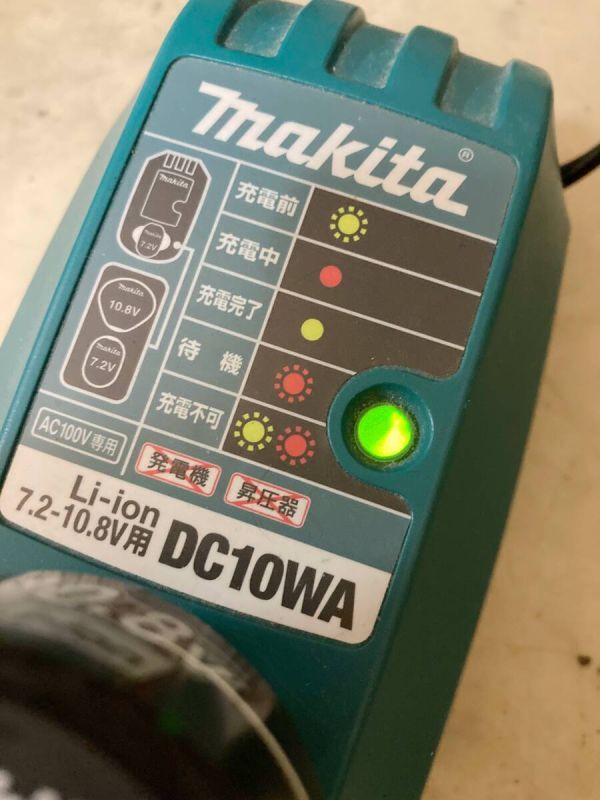 makita®
makita
7.2V
makita
10.8V
makita
7.2V
充電前
充電中
充電完了
待機
充電不可
AC100V専用
発電機
昇圧器
Li-ion
7.2-10.8V用 DC10WA